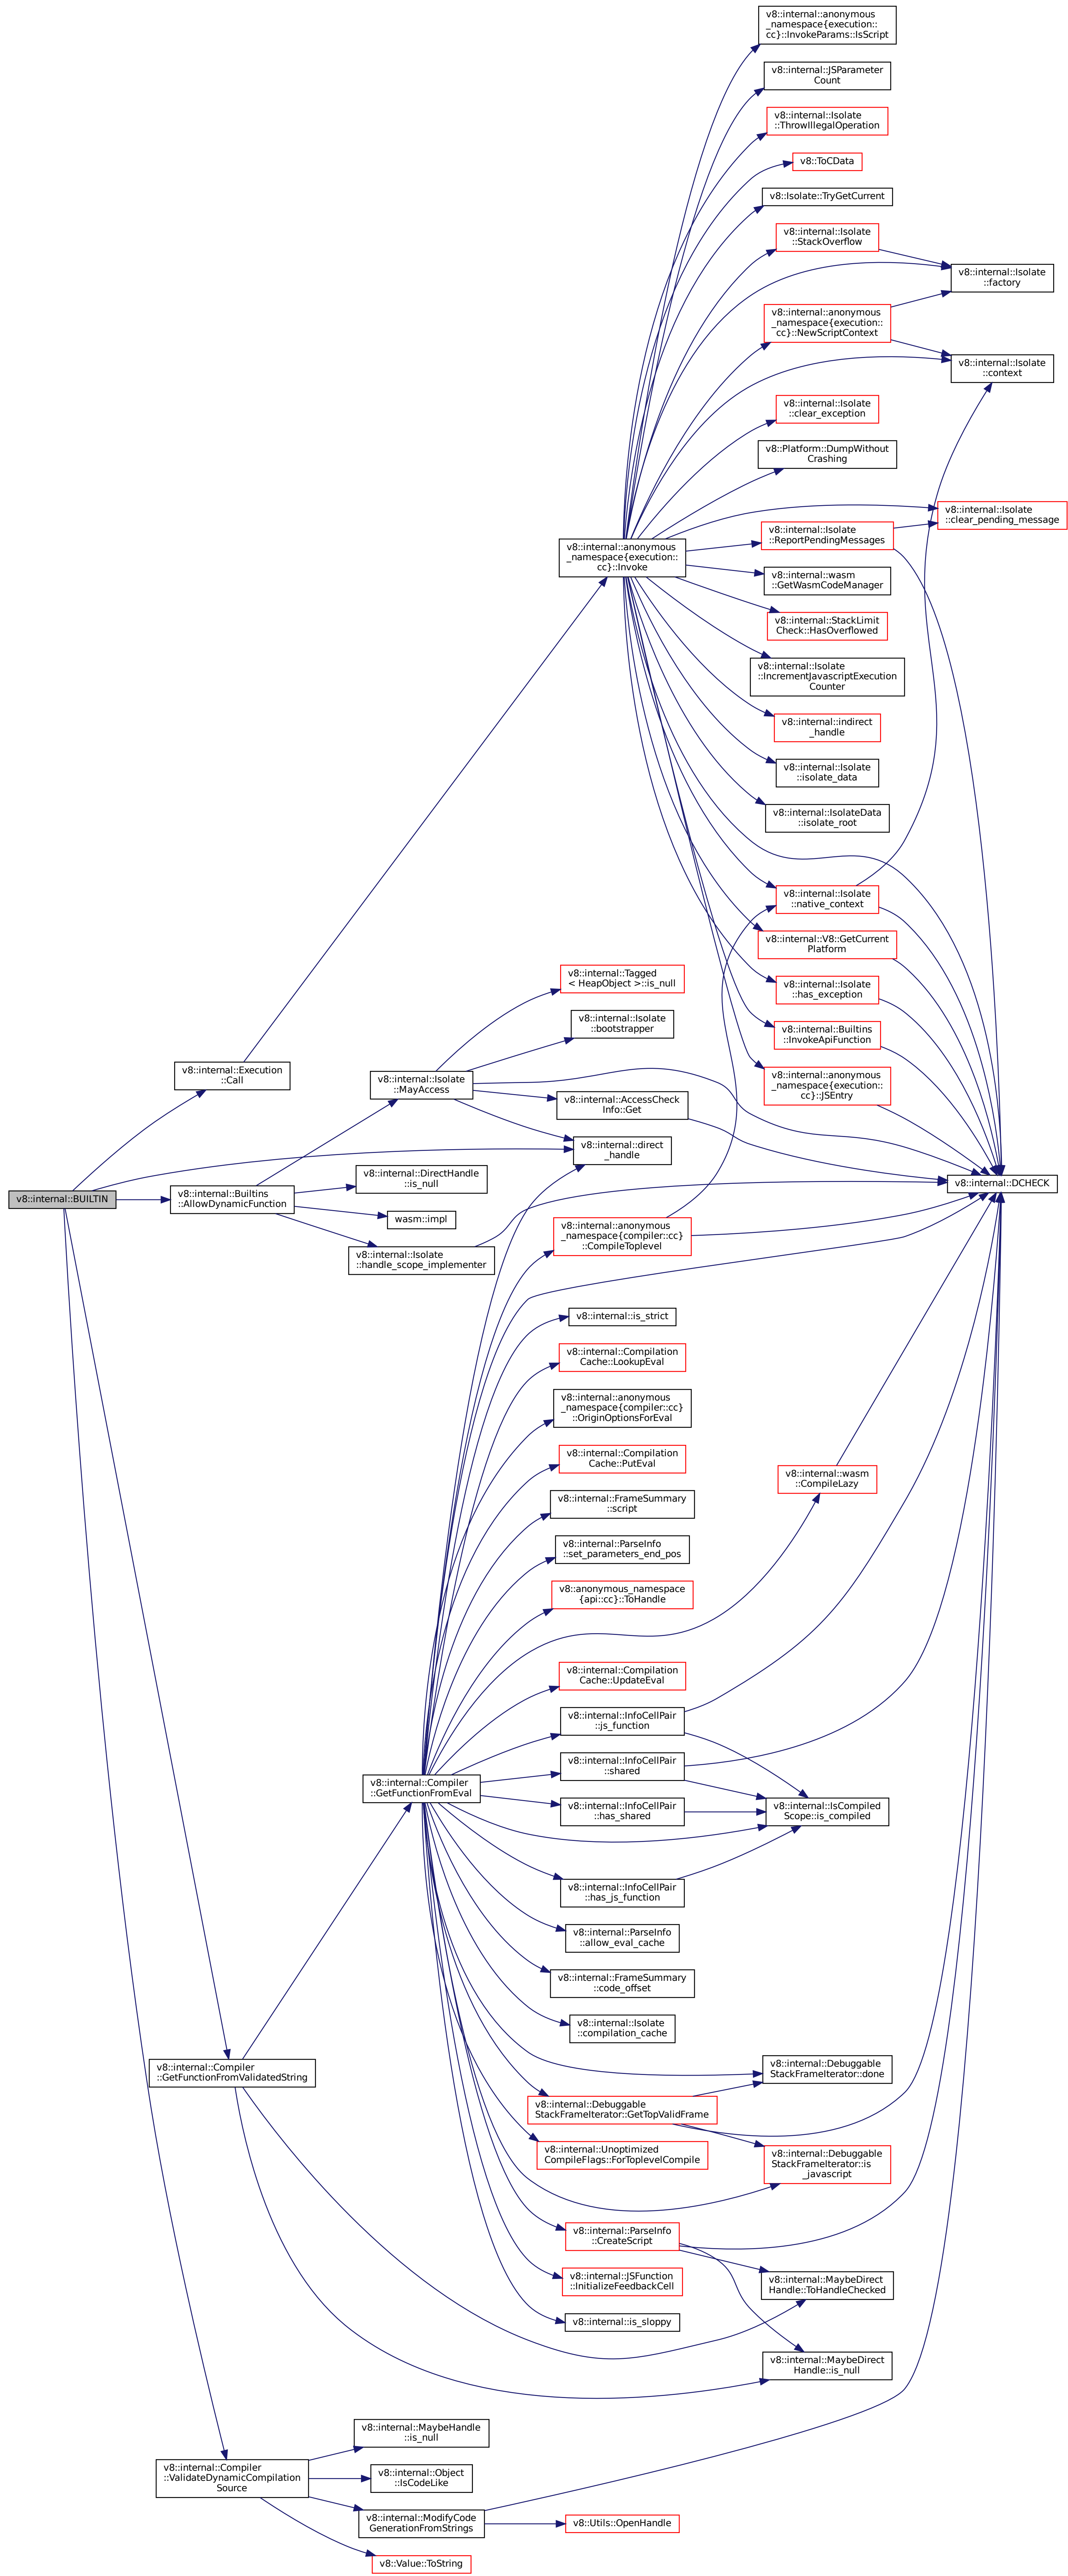 v8::internal::anonymous
_namespace{execution::
cc}::InvokeParams::IsScript
v8::internal::JSParameter
Count
v8::internal::Isolate
::ThrowIllegalOperation
v8::ToCData
v8::Isolate::TryGetCurrent
v8::internal::Isolate
::StackOverflow
v8::internal::Isolate
::factory
v8::internal::anonymous
_namespace{execution::
cc}::NewScriptContext
v8::internal::Isolate
::context
v8::internal::Isolate
::clear_exception
v8::Platform::DumpWithout
Crashing
v8::internal::Isolate
::clear_pending_message
v8::internal::Isolate
::ReportPendingMessages
v8::internal::anonymous
_namespace{execution::
cc}::Invoke
v8::internal::wasm
::GetWasmCodeManager
v8::internal::StackLimit
Check::HasOverflowed
v8::internal::Isolate
::IncrementJavascriptExecution
Counter
v8::internal::indirect
_handle
v8::internal::Isolate
::isolate_data
v8::internal::IsolateData
::isolate_root
v8::internal::Isolate
::native_context
v8::internal::V8::GetCurrent
Platform
v8::internal::Isolate
::has_exception
v8::internal::Builtins
::InvokeApiFunction
v8::internal::anonymous
_namespace{execution::
cc}::JSEntry
v8::internal::Tagged
< HeapObject >::is_null
v8::internal::Isolate
::bootstrapper
v8::internal::Execution
::Call
v8::internal::Isolate
::MayAccess
v8::internal::AccessCheck
Info::Get
v8::internal::direct
_handle
v8::internal::DirectHandle
::is_null
v8::internal::DCHECK
v8::internal::BUILTIN
v8::internal::Builtins
::AllowDynamicFunction
wasm::impl
v8::internal::Isolate
::handle_scope_implementer
v8::internal::anonymous
_namespace{compiler::cc}
::CompileToplevel
v8::internal::is_strict
v8::internal::Compilation
Cache::LookupEval
v8::internal::anonymous
_namespace{compiler::cc}
::OriginOptionsForEval
v8::internal::Compilation
Cache::PutEval
v8::internal::wasm
::CompileLazy
v8::internal::FrameSummary
::script
v8::internal::ParseInfo
::set_parameters_end_pos
v8::anonymous_namespace
{api::cc}::ToHandle
v8::internal::Compilation
Cache::UpdateEval
v8::internal::InfoCellPair
::js_function
v8::internal::InfoCellPair
::shared
v8::internal::Compiler
::GetFunctionFromEval
v8::internal::InfoCellPair
::has_shared
v8::internal::IsCompiled
Scope::is_compiled
v8::internal::InfoCellPair
::has_js_function
v8::internal::ParseInfo
::allow_eval_cache
v8::internal::FrameSummary
::code_offset
v8::internal::Isolate
::compilation_cache
v8::internal::Compiler
::GetFunctionFromValidatedString
v8::internal::Debuggable
StackFrameIterator::done
v8::internal::Debuggable
StackFrameIterator::GetTopValidFrame
v8::internal::Unoptimized
CompileFlags::ForToplevelCompile
v8::internal::Debuggable
StackFrameIterator::is
_javascript
v8::internal::ParseInfo
::CreateScript
v8::internal::JSFunction
::InitializeFeedbackCell
v8::internal::MaybeDirect
Handle::ToHandleChecked
v8::internal::is_sloppy
v8::internal::MaybeDirect
Handle::is_null
v8::internal::MaybeHandle
::is_null
v8::internal::Compiler
::ValidateDynamicCompilation
Source
v8::internal::Object
::IsCodeLike
v8::internal::ModifyCode
GenerationFromStrings
v8::Utils::OpenHandle
v8::Value::ToString